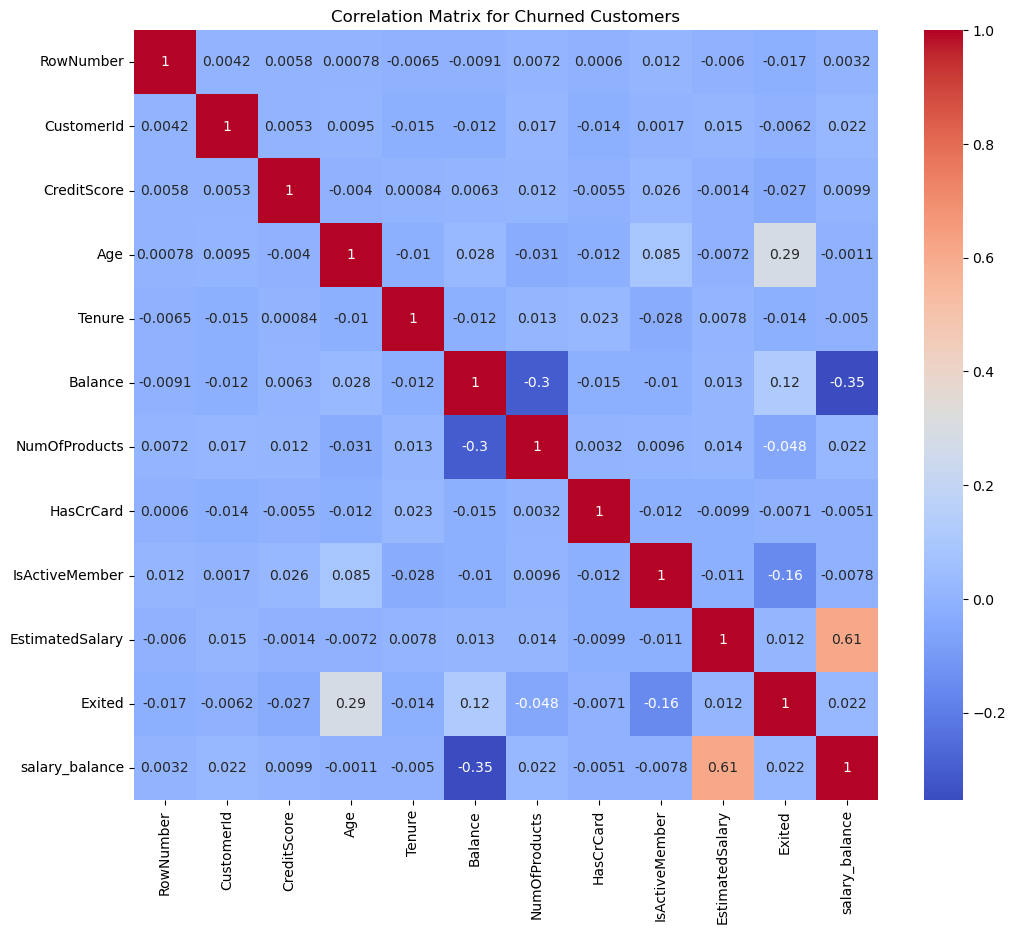 Correlation Matrix for Churned Customers
RowNumber 1 0.0042 0.0058 0.00078 -0.0065 -0.0091 0.0072 0.0006 0.012 -0.006 -0.017 0.0032
CustomerId 0.0042 1 0.0053 0.0095 -0.015 -0.012 0.017 -0.014 0.0017 0.015 -0.0062 0.022
CreditScore 0.0058 0.0053 1 -0.004 0.00084 0.0063 0.012 -0.0055 0.026 -0.0014 -0.027 0.0099
Age 0.00078 0.0095 -0.004 1 -0.01 0.028 -0.031 -0.012 0.085 -0.0072 0.29 -0.0011
Tenure -0.0065 -0.015 0.00084 -0.01 1 -0.012 0.013 0.023 -0.028 0.0078 -0.014 -0.005
Balance -0.0091 -0.012 0.0063 0.028 -0.012 1 -0.3 -0.015 -0.01 0.013 0.12 -0.35
NumOfProducts 0.0072 0.017 0.012 -0.031 0.013 -0.3 1 0.0032 0.0096 0.014 -0.048 0.022
HasCrCard 0.0006 -0.014 -0.0055 -0.012 0.023 -0.015 0.0032 1 -0.012 -0.0099 -0.0071 -0.0051
IsActiveMember 0.012 0.0017 0.026 0.085 -0.028 -0.01 0.0096 -0.012 1 -0.011 -0.16 -0.0078
EstimatedSalary -0.006 0.015 -0.0014 -0.0072 0.0078 0.013 0.014 -0.0099 -0.011 1 0.012 0.61
Exited -0.017 -0.0062 -0.027 0.29 -0.014 0.12 -0.048 -0.0071 -0.16 0.012 1 0.022
salary_balance 0.0032 0.022 0.0099 -0.0011 -0.005 -0.35 0.022 -0.0051 -0.0078 0.61 0.022 1
RowNumber
CustomerId
CreditScore
Age
Tenure
Balance
NumOfProducts
HasCrCard
IsActiveMember
EstimatedSalary
Exited
salary_balance
1.0
0.8
0.6
0.4
0.2
0.0
−0.2